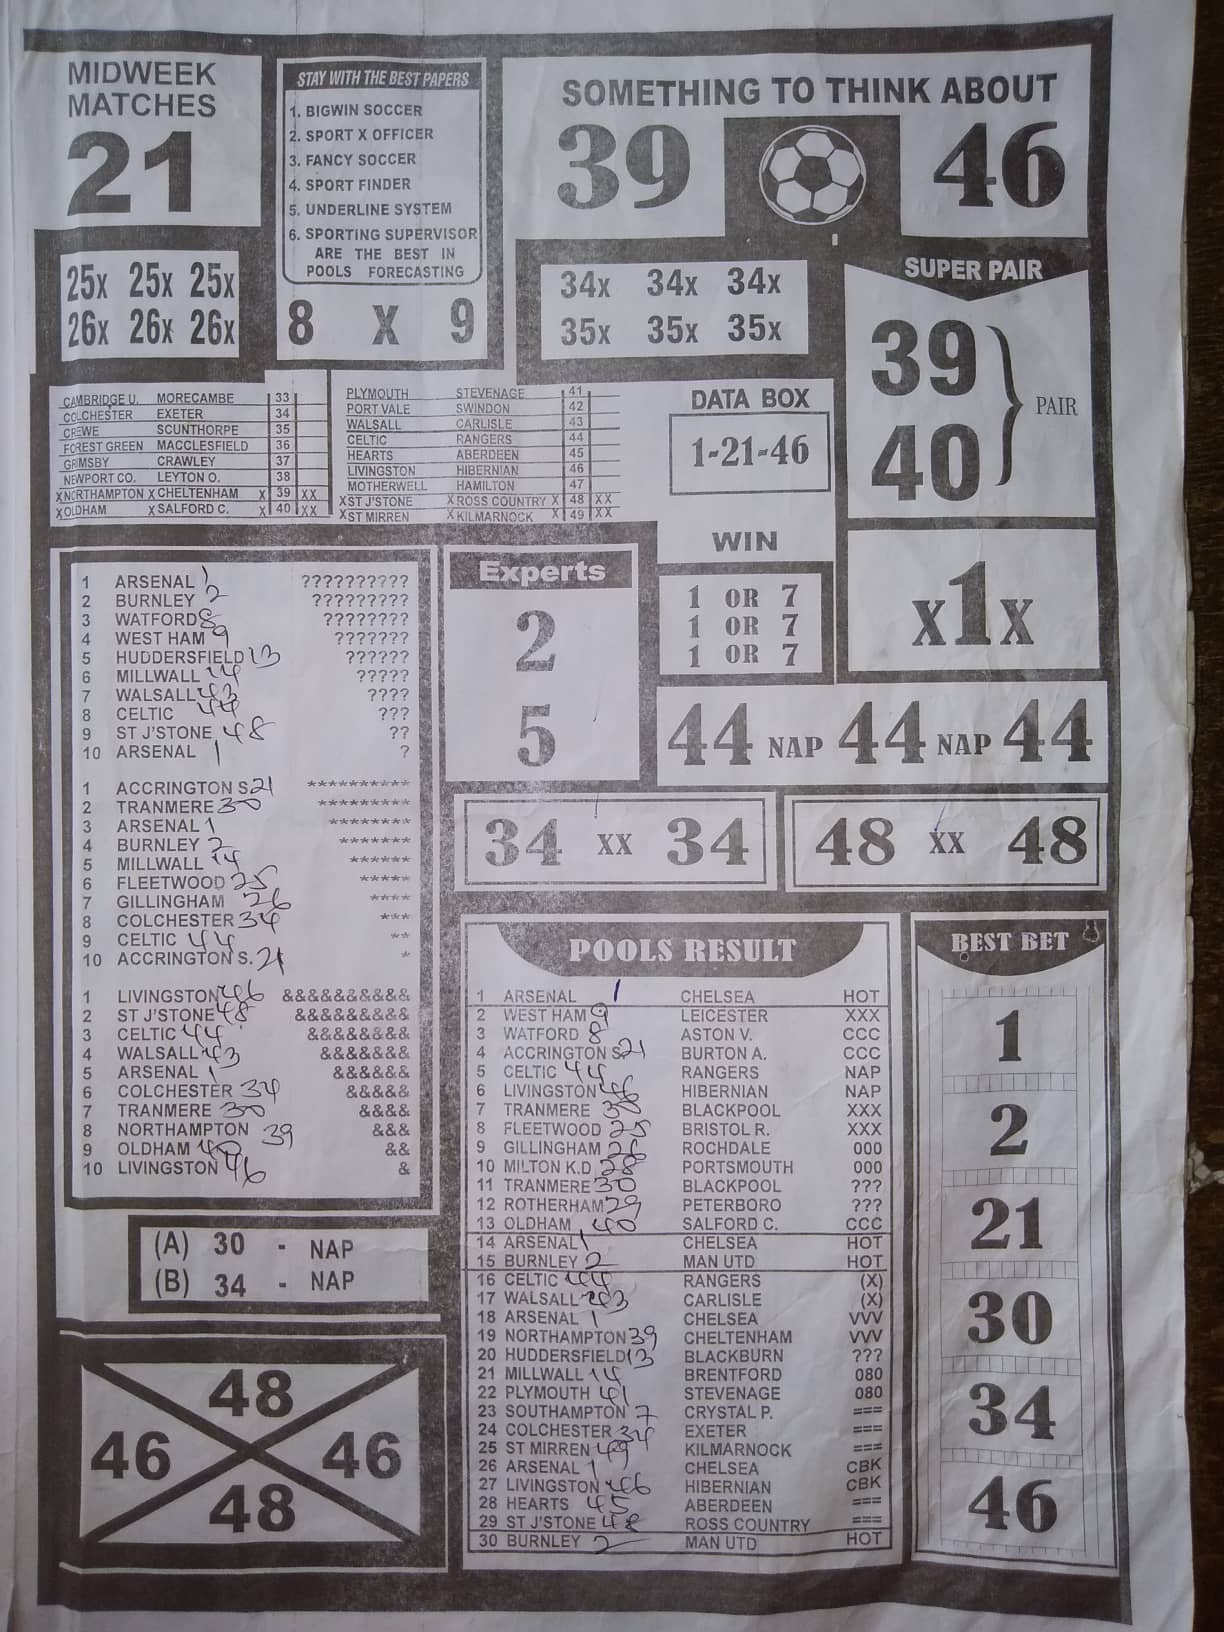 MIDWEEK
MATCHES
21
STAY WITH THE BEST PAPERS
1. BIGWIN SOCCER
2. SPORT X OFFICER
3. FANCY SOCCER
4. SPORT FINDER
5. UNDERLINE SYSTEM
6. SPORTING SUPERVISOR
ARE THE BEST IN
POOLS FORECASTING
8 X 9
SOMETHING TO THINK ABOUT
39 46
25x 25x 25x
26x 26x 26x
34x 34x 34x
35x 35x 35x
SUPER PAIR
39
40
PAIR
CAMBRIDGE U. MORECAMBE 33
COLCHESTER EXETER 34
CREWE SCUNTHORPE 35
FOREST GREEN MACCLESFIELD 36
GRIMSBY CRAWLEY 37
NEWPORT CO. LEYTON O. 38
XNORTHAMPTON X CHELTENHAM X 39 XX
XOLDHAM X SALFORD C. X 40 XX
PLYMOUTH STEVENAGE 41
PORT VALE SWINDON 42
WALSALL CARLISLE 43
CELTIC RANGERS 44
HEARTS ABERDEEN 45
LIVINGSTON HIBERNIAN 46
MOTHERWELL HAMILTON 47
XST J'STONE X ROSS COUNTRY X 48 XX
XST MIRREN X KILMARNOCK X 49 XX
DATA BOX
1-21-46
WIN
1 OR 7
1 OR 7
1 OR 7
x1x
Experts
2
5
44 NAP 44 NAP 44
34 xx 34
48 xx 48
1 ARSENAL 1 ??????????
2 BURNLEY 2 ?????????
3 WATFORD 8 ????????
4 WEST HAM 9 ???????
5 HUDDERSFIELD 13 ??????
6 MILLWALL 14 ?????
7 WALSALL 43 ????
8 CELTIC 44 ???
9 ST J'STONE 48 ??
10 ARSENAL 1 ?
1 ACCRINGTON S 21 **********
2 TRANMERE 30 *********
3 ARSENAL 1 ********
4 BURNLEY 2 *******
5 MILLWALL 14 ******
6 FLEETWOOD 25 *****
7 GILLINGHAM 26 ****
8 COLCHESTER 34 ***
9 CELTIC 44 **
10 ACCRINGTON S. 21 *
1 LIVINGSTON 46 &&&&&&&&&&
2 ST J'STONE 48 &&&&&&&&&
3 CELTIC 44 &&&&&&&&
4 WALSALL 43 &&&&&&&
5 ARSENAL 1 &&&&&&
6 COLCHESTER 34 &&&&&
7 TRANMERE 30 &&&&
8 NORTHAMPTON 39 &&&
9 OLDHAM 40 &&
10 LIVINGSTON 46 &
(A) 30 - NAP
(B) 34 - NAP
48
46 46
48
POOLS RESULT
1 ARSENAL 1 CHELSEA HOT
2 WEST HAM 9 LEICESTER XXX
3 WATFORD 8 ASTON V. CCC
4 ACCRINGTON S 21 BURTON A. CCC
5 CELTIC 44 RANGERS NAP
6 LIVINGSTON 46 HIBERNIAN NAP
7 TRANMERE 30 BLACKPOOL XXX
8 FLEETWOOD 25 BRISTOL R. XXX
9 GILLINGHAM 26 ROCHDALE 000
10 MILTON K.D. 28 PORTSMOUTH 000
11 TRANMERE 30 BLACKPOOL ???
12 ROTHERHAM 29 PETERBORO ???
13 OLDHAM 40 SALFORD C. CCC
14 ARSENAL 1 CHELSEA HOT
15 BURNLEY 2 MAN UTD HOT
16 CELTIC 44 RANGERS (X)
17 WALSALL 43 CARLISLE (X)
18 ARSENAL 1 CHELSEA VVV
19 NORTHAMPTON 39 CHELTENHAM VVV
20 HUDDERSFIELD 13 BLACKBURN ???
21 MILLWALL 14 BRENTFORD 080
22 PLYMOUTH 41 STEVENAGE 080
23 SOUTHAMPTON 7 CRYSTAL P. ===
24 COLCHESTER 34 EXETER ===
25 ST MIRREN 49 KILMARNOCK ===
26 ARSENAL 1 CHELSEA CBK
27 LIVINGSTON 46 HIBERNIAN CBK
28 HEARTS 45 ABERDEEN ===
29 ST J'STONE 48 ROSS COUNTRY ===
30 BURNLEY 2 MAN UTD HOT
BEST BET
1
2
21
30
34
46